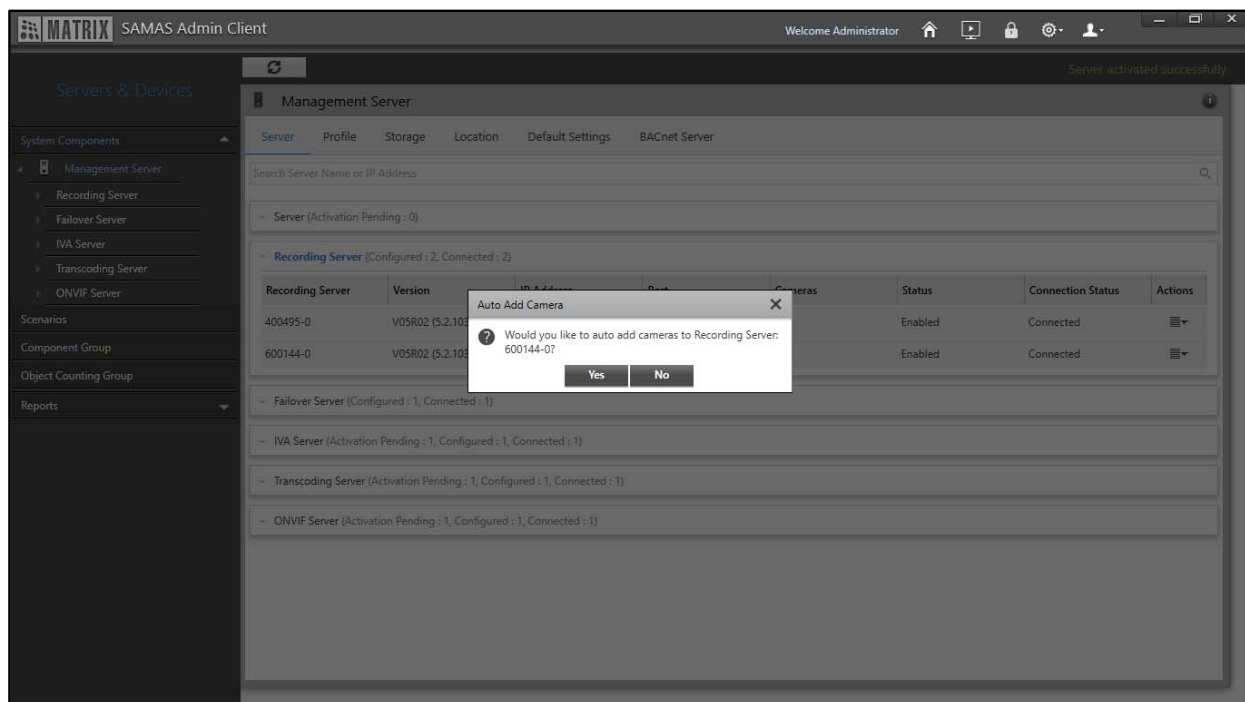 MATRIX SAMAS Admin Client
Welcome Administrator
Server activated successfully
Servers & Devices
Management Server
System Components
Server Profile Storage Location Default Settings BACnet Server
Management Server
Search Server Name or IP Address
Recording Server
Failover Server
Server (Activation Pending : 0)
IVA Server
Recording Server (Configured : 2, Connected : 2)
Transcoding Server
ONVIF Server
Recording Server Version IP Address Port Cameras Status Connection Status Actions
Auto Add Camera
Scenarios
400495-0 V05R02 (5.2.103 Enabled Connected
Would you like to auto add cameras to Recording Server:
600144-0?
Component Group
600144-0 V05R02 (5.2.103 Enabled Connected
Yes No
Object Counting Group
Reports
Failover Server (Configured : 1, Connected : 1)
IVA Server (Activation Pending : 1, Configured : 1, Connected : 1)
Transcoding Server (Activation Pending : 1, Configured : 1, Connected : 1)
ONVIF Server (Activation Pending : 1, Configured : 1, Connected : 1)